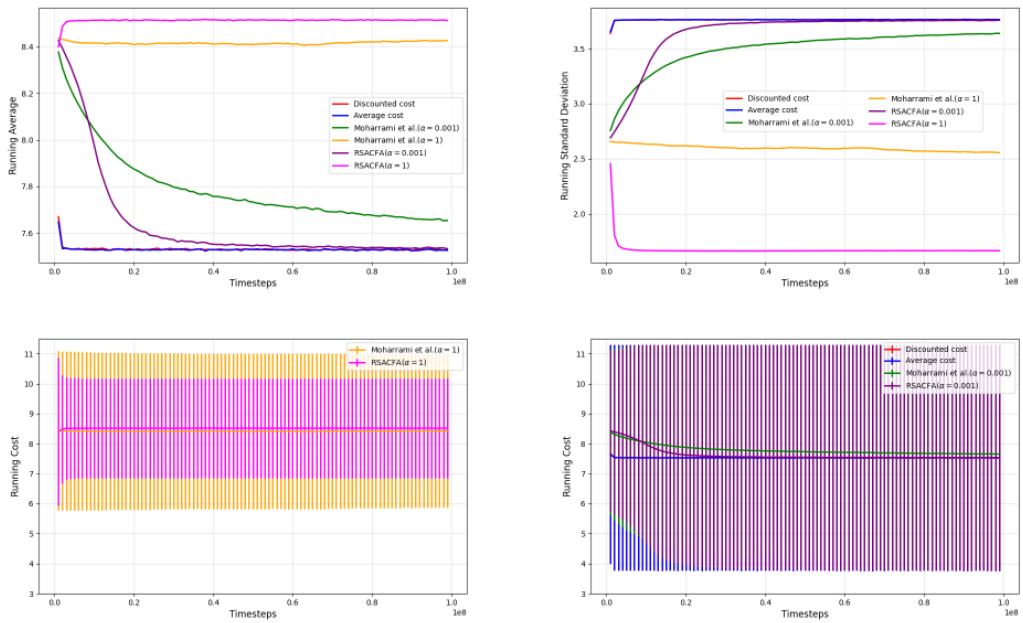 8.4
8.2
8.0
7.8
7.6
Running Average
Discounted cost
Average cost
Moharrami et al.(α = 0.001)
Moharrami et al.(α = 1)
RSACFA(α = 0.001)
RSACFA(α = 1)
0.0 0.2 0.4 0.6 0.8 1.0
1e8
Timesteps
3.5
3.0
2.5
2.0
Running Standard Deviation
Discounted cost
Average cost
Moharrami et al.(α = 0.001)
Moharrami et al.(α = 1)
RSACFA(α = 0.001)
RSACFA(α = 1)
0.0 0.2 0.4 0.6 0.8 1.0
1e8
Timesteps
11
10
9
8
7
6
5
4
3
Running Cost
Moharrami et al.(α = 1)
RSACFA(α = 1)
0.0 0.2 0.4 0.6 0.8 1.0
1e8
Timesteps
11
10
9
8
7
6
5
4
3
Running Cost
Discounted cost
Average cost
Moharrami et al.(α = 0.001)
RSACFA(α = 0.001)
0.0 0.2 0.4 0.6 0.8 1.0
1e8
Timesteps